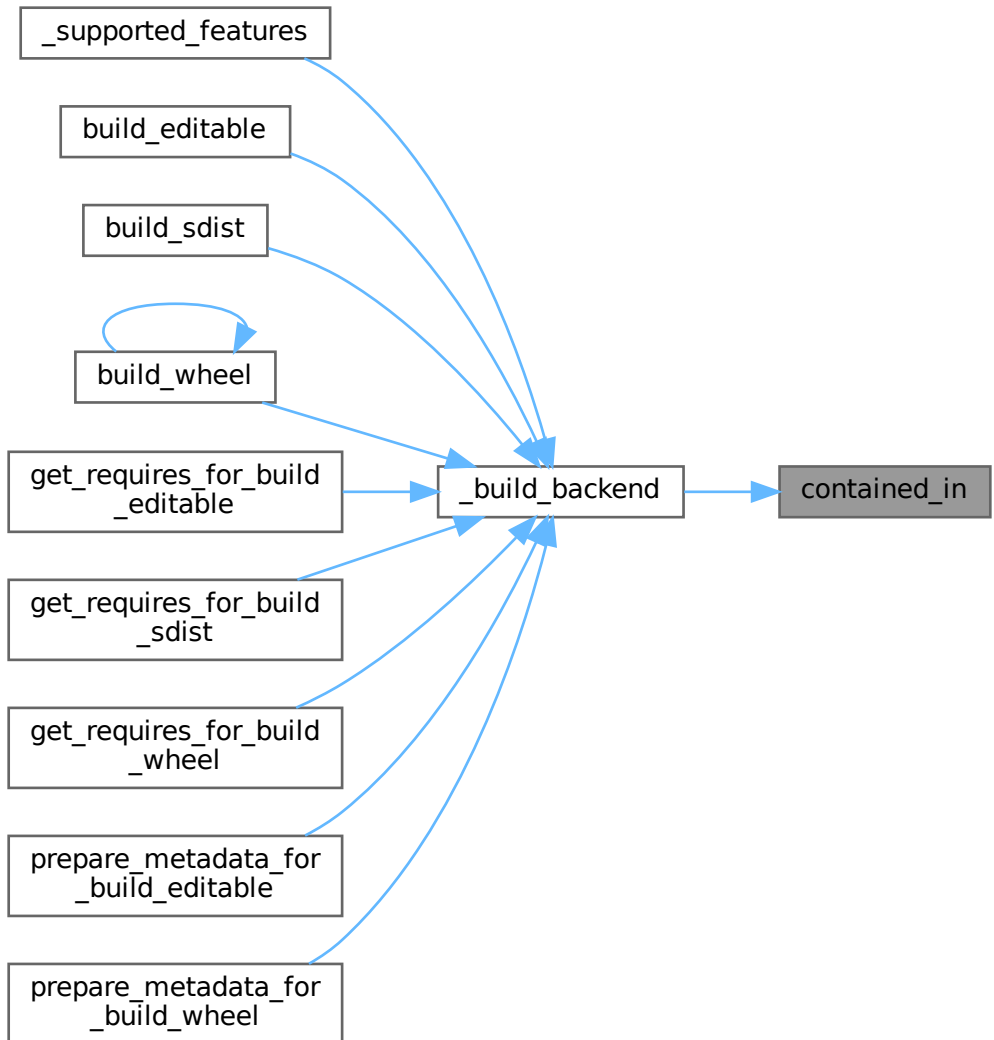 _supported_features
build_editable
build_sdist
build_wheel
get_requires_for_build
_editable
_build_backend
contained_in
get_requires_for_build
_sdist
get_requires_for_build
_wheel
prepare_metadata_for
_build_editable
prepare_metadata_for
_build_wheel